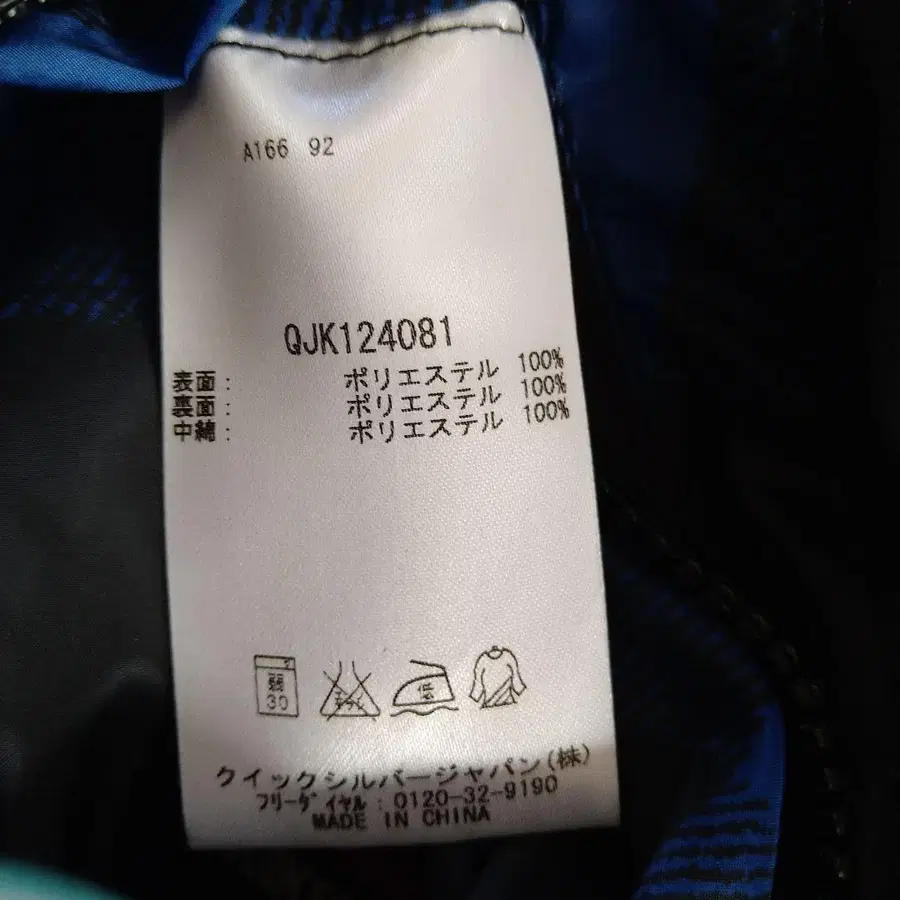 A166 92
QJK124081
表面： ポリエステル 100%
裏面： ポリエステル 100%
中綿： ポリエステル 100%
弱 30 エンソ 低
クイックシルバージャパン(株)
フリーダイヤル：0120-32-9190
MADE IN CHINA